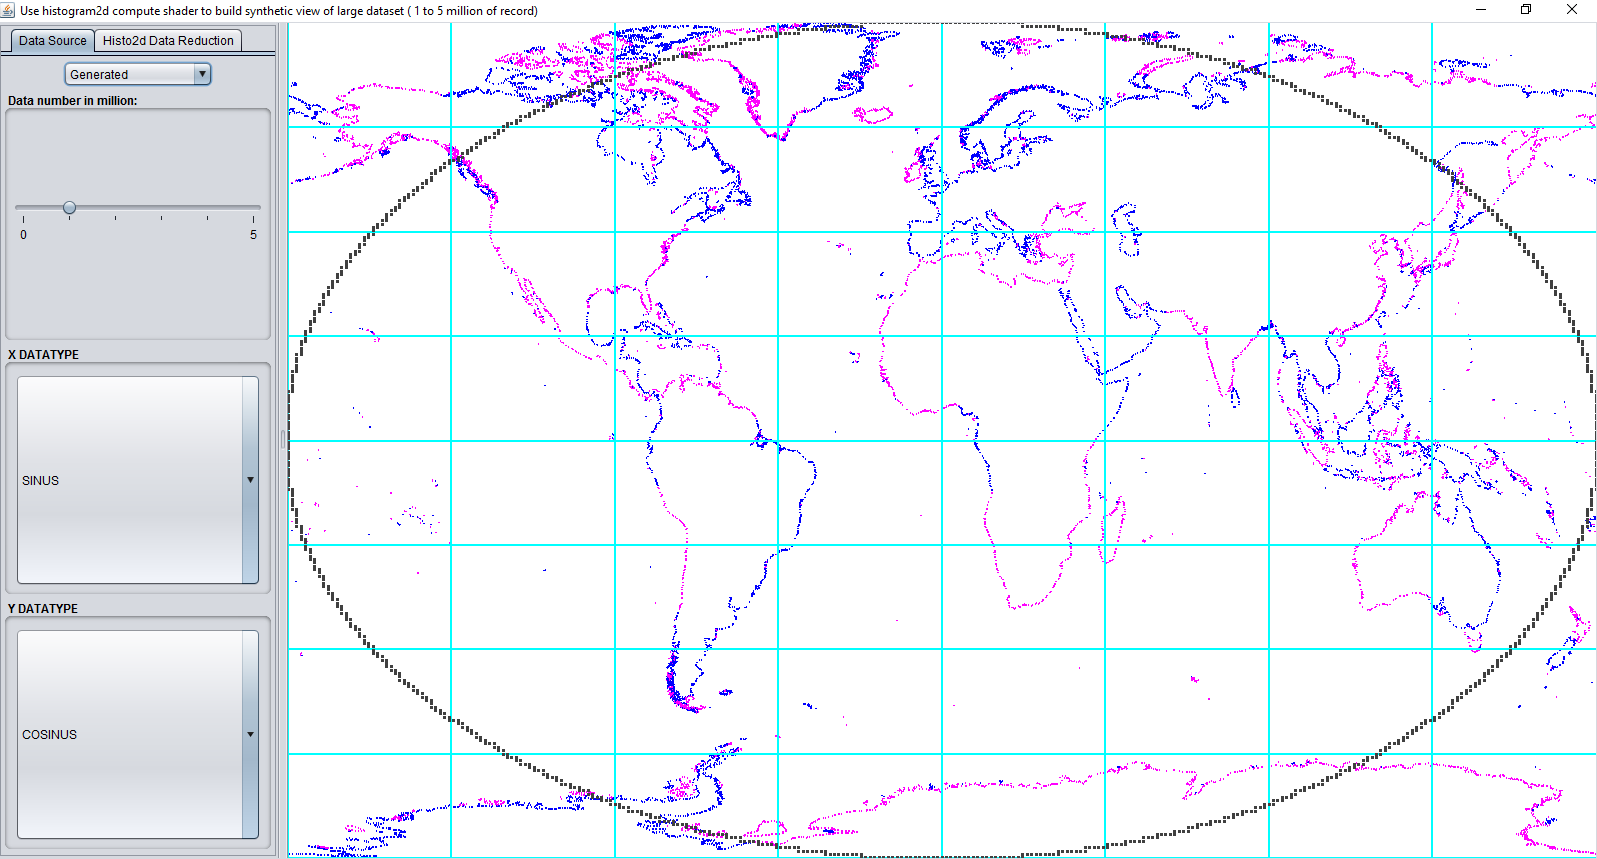 Use histogram2d compute shader to build synthetic view of large dataset ( 1 to 5 million of record)
Data Source Histo2d Data Reduction
Generated
Data number in million:
0 5
X DATATYPE
SINUS
Y DATATYPE
COSINUS